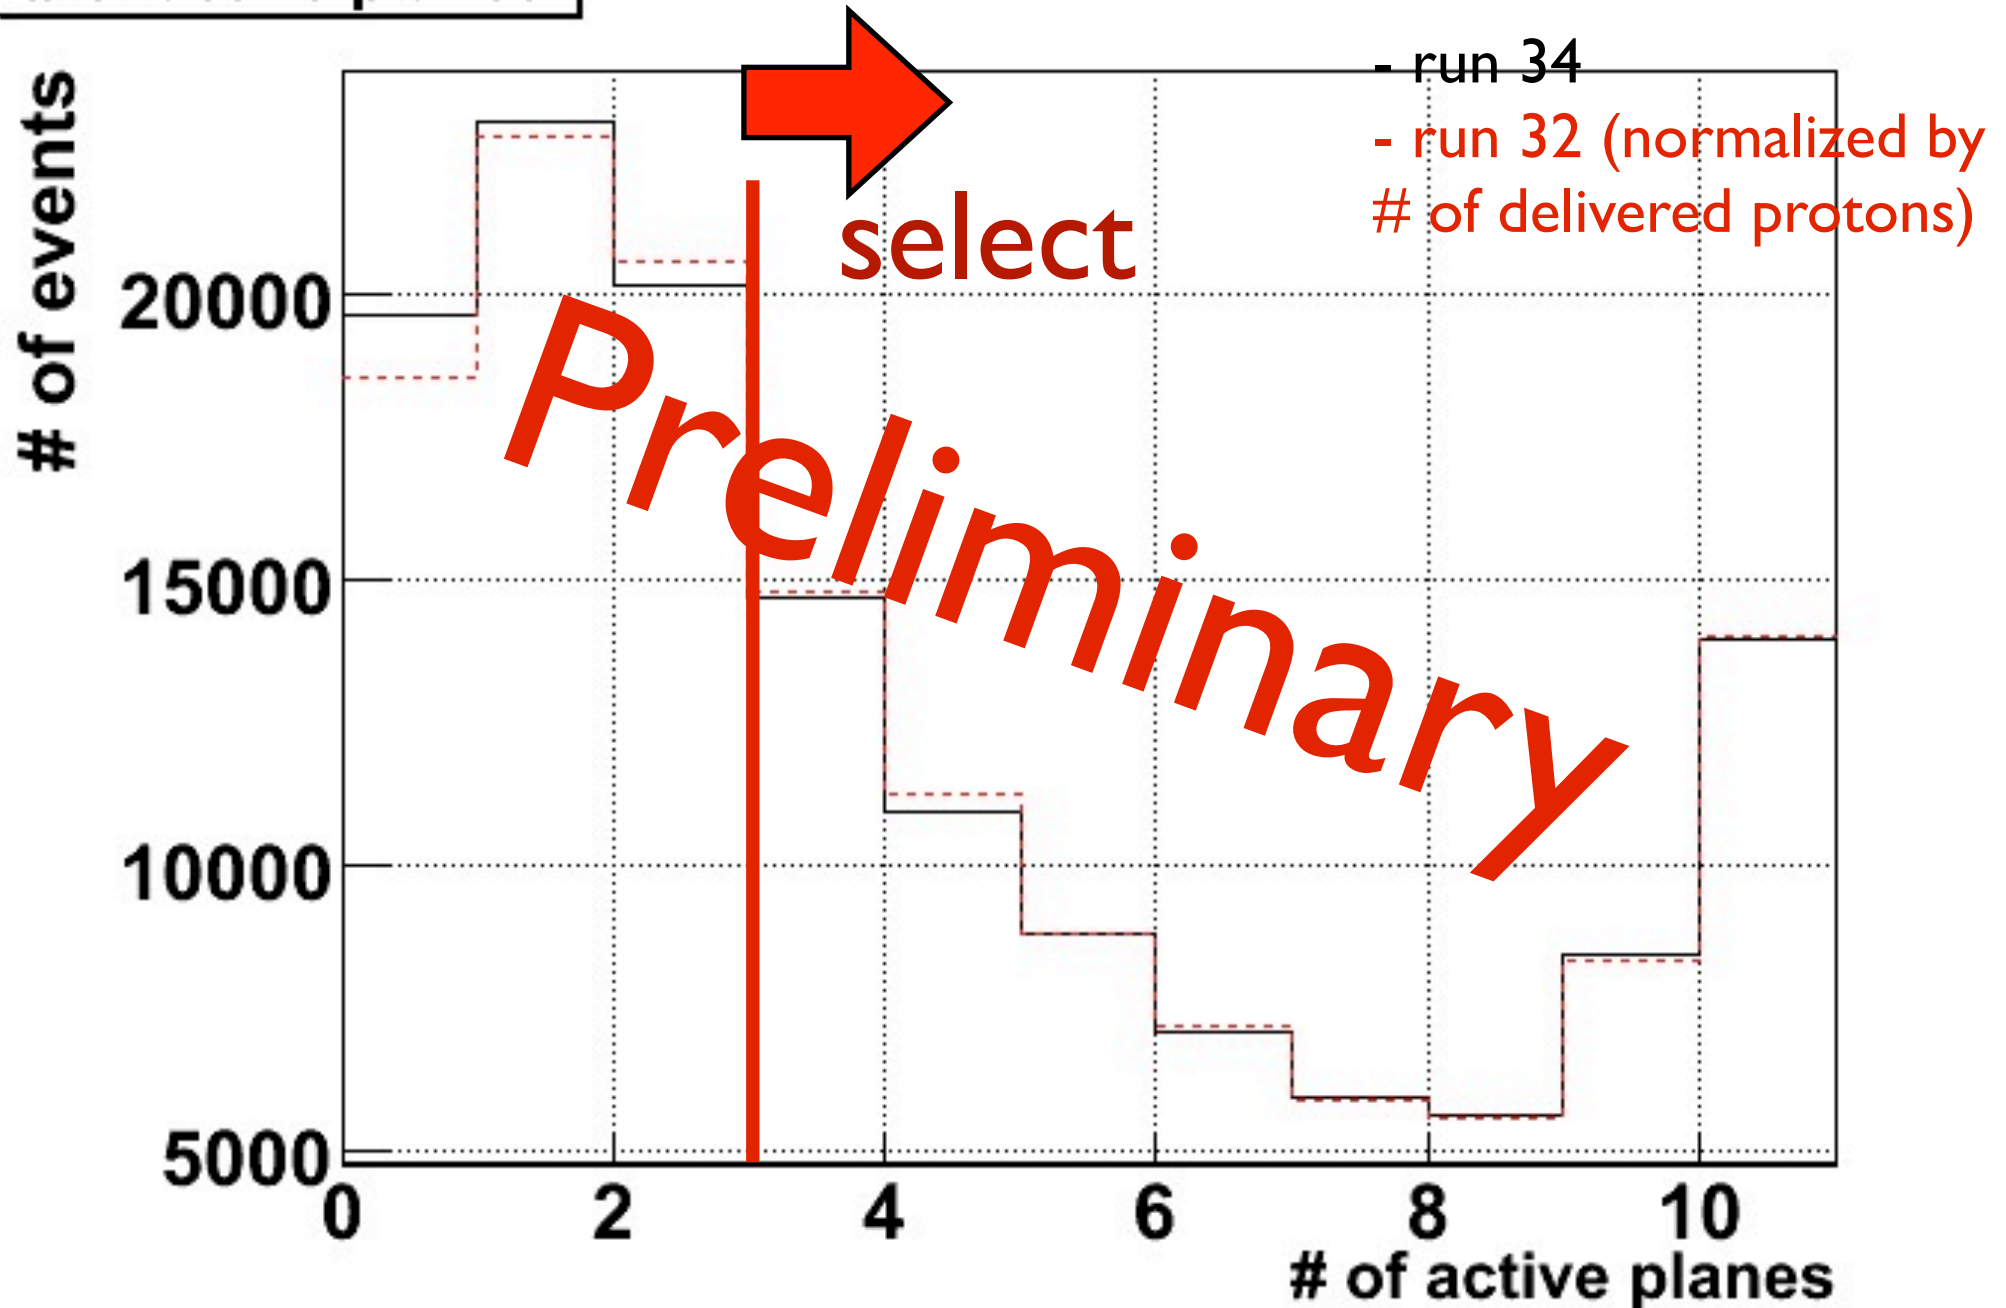 - run 34
- run 32 (normalized by
# of delivered protons)
select
# of events
20000
15000
10000
5000
Preliminary
0 2 4 6 8 10
# of active planes